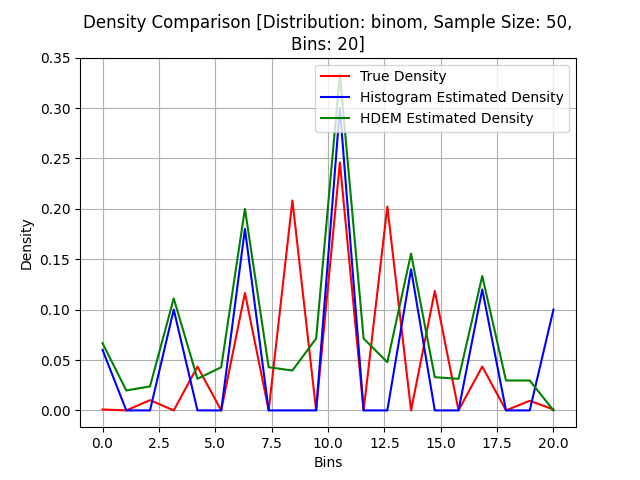 Density Comparison [Distribution: binom, Sample Size: 50,
Bins: 20]
True Density
Histogram Estimated Density
HDEM Estimated Density
Density
0.35
0.30
0.25
0.20
0.15
0.10
0.05
0.00
0.0 2.5 5.0 7.5 10.0 12.5 15.0 17.5 20.0
Bins